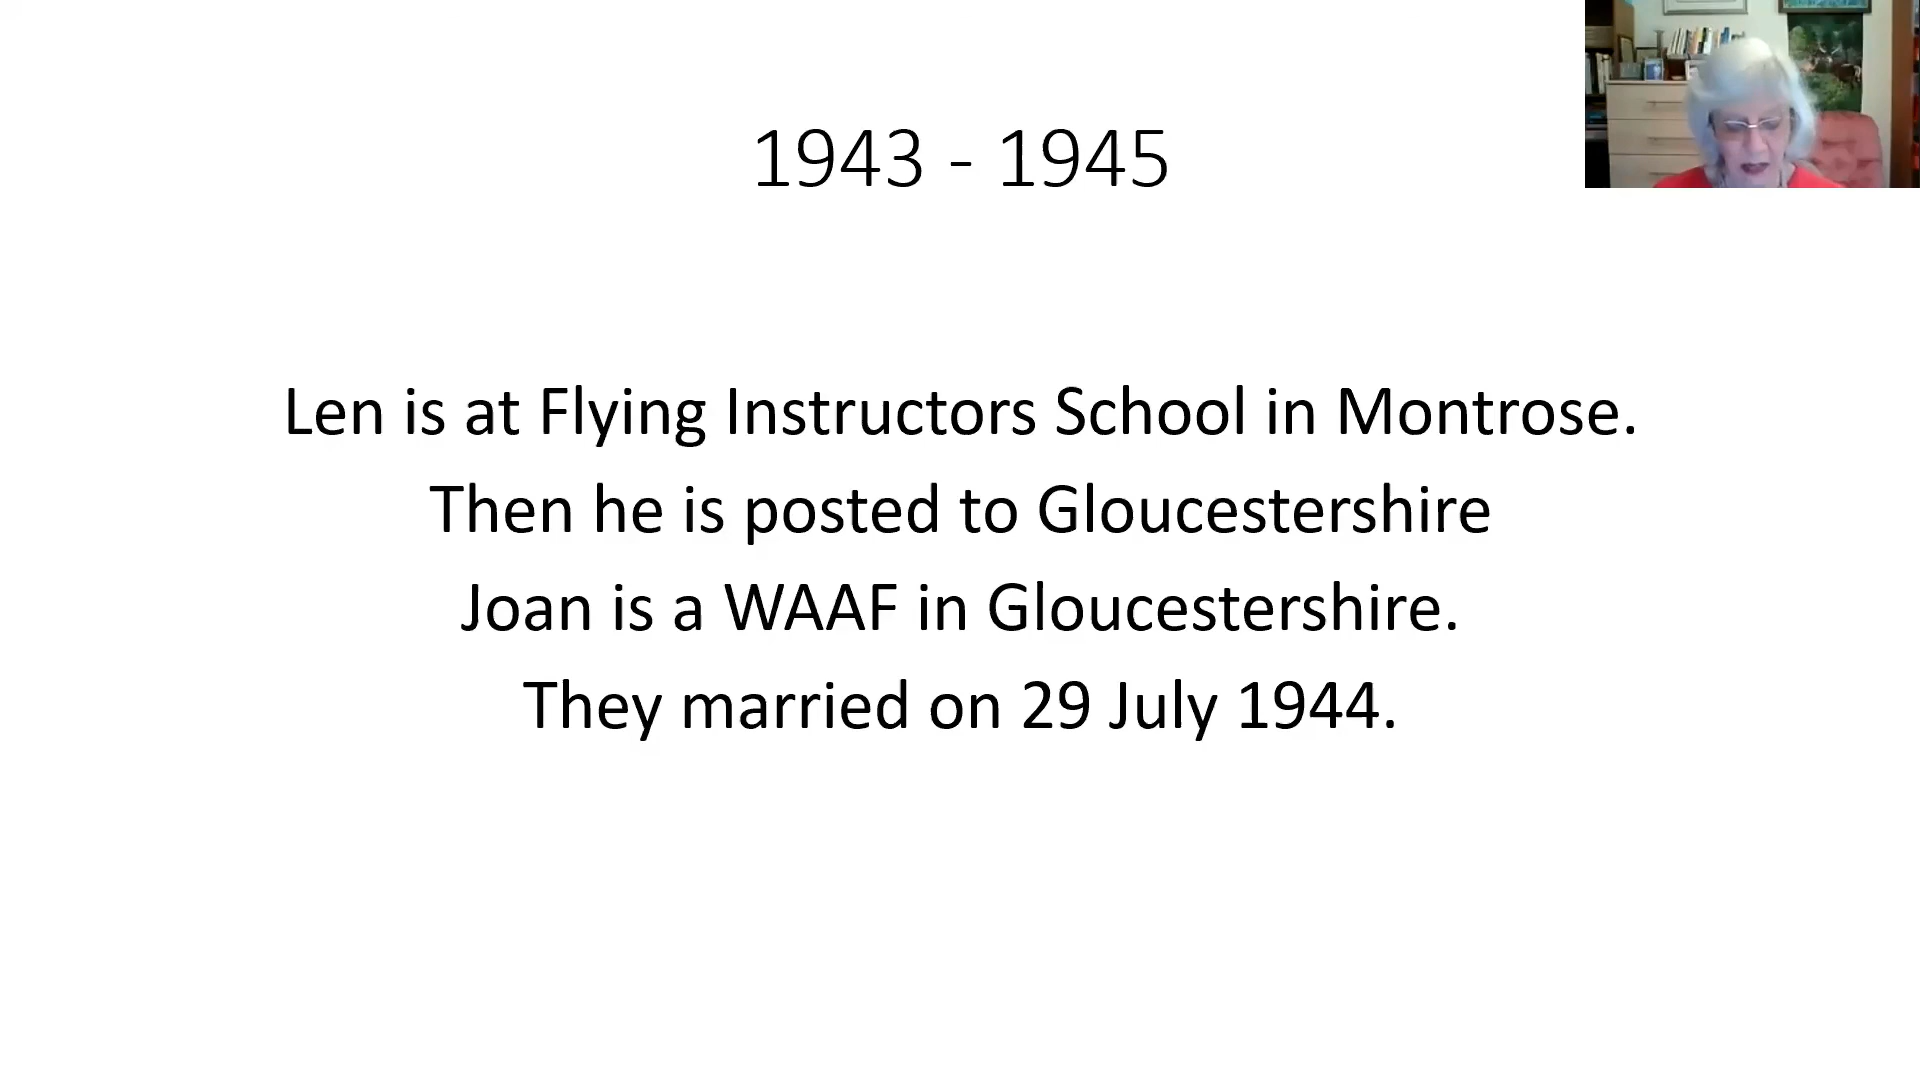 1943 - 1945
Len is at Flying Instructors School in Montrose.
Then he is posted to Gloucestershire
Joan is a WAAF in Gloucestershire.
They married on 29 July 1944.